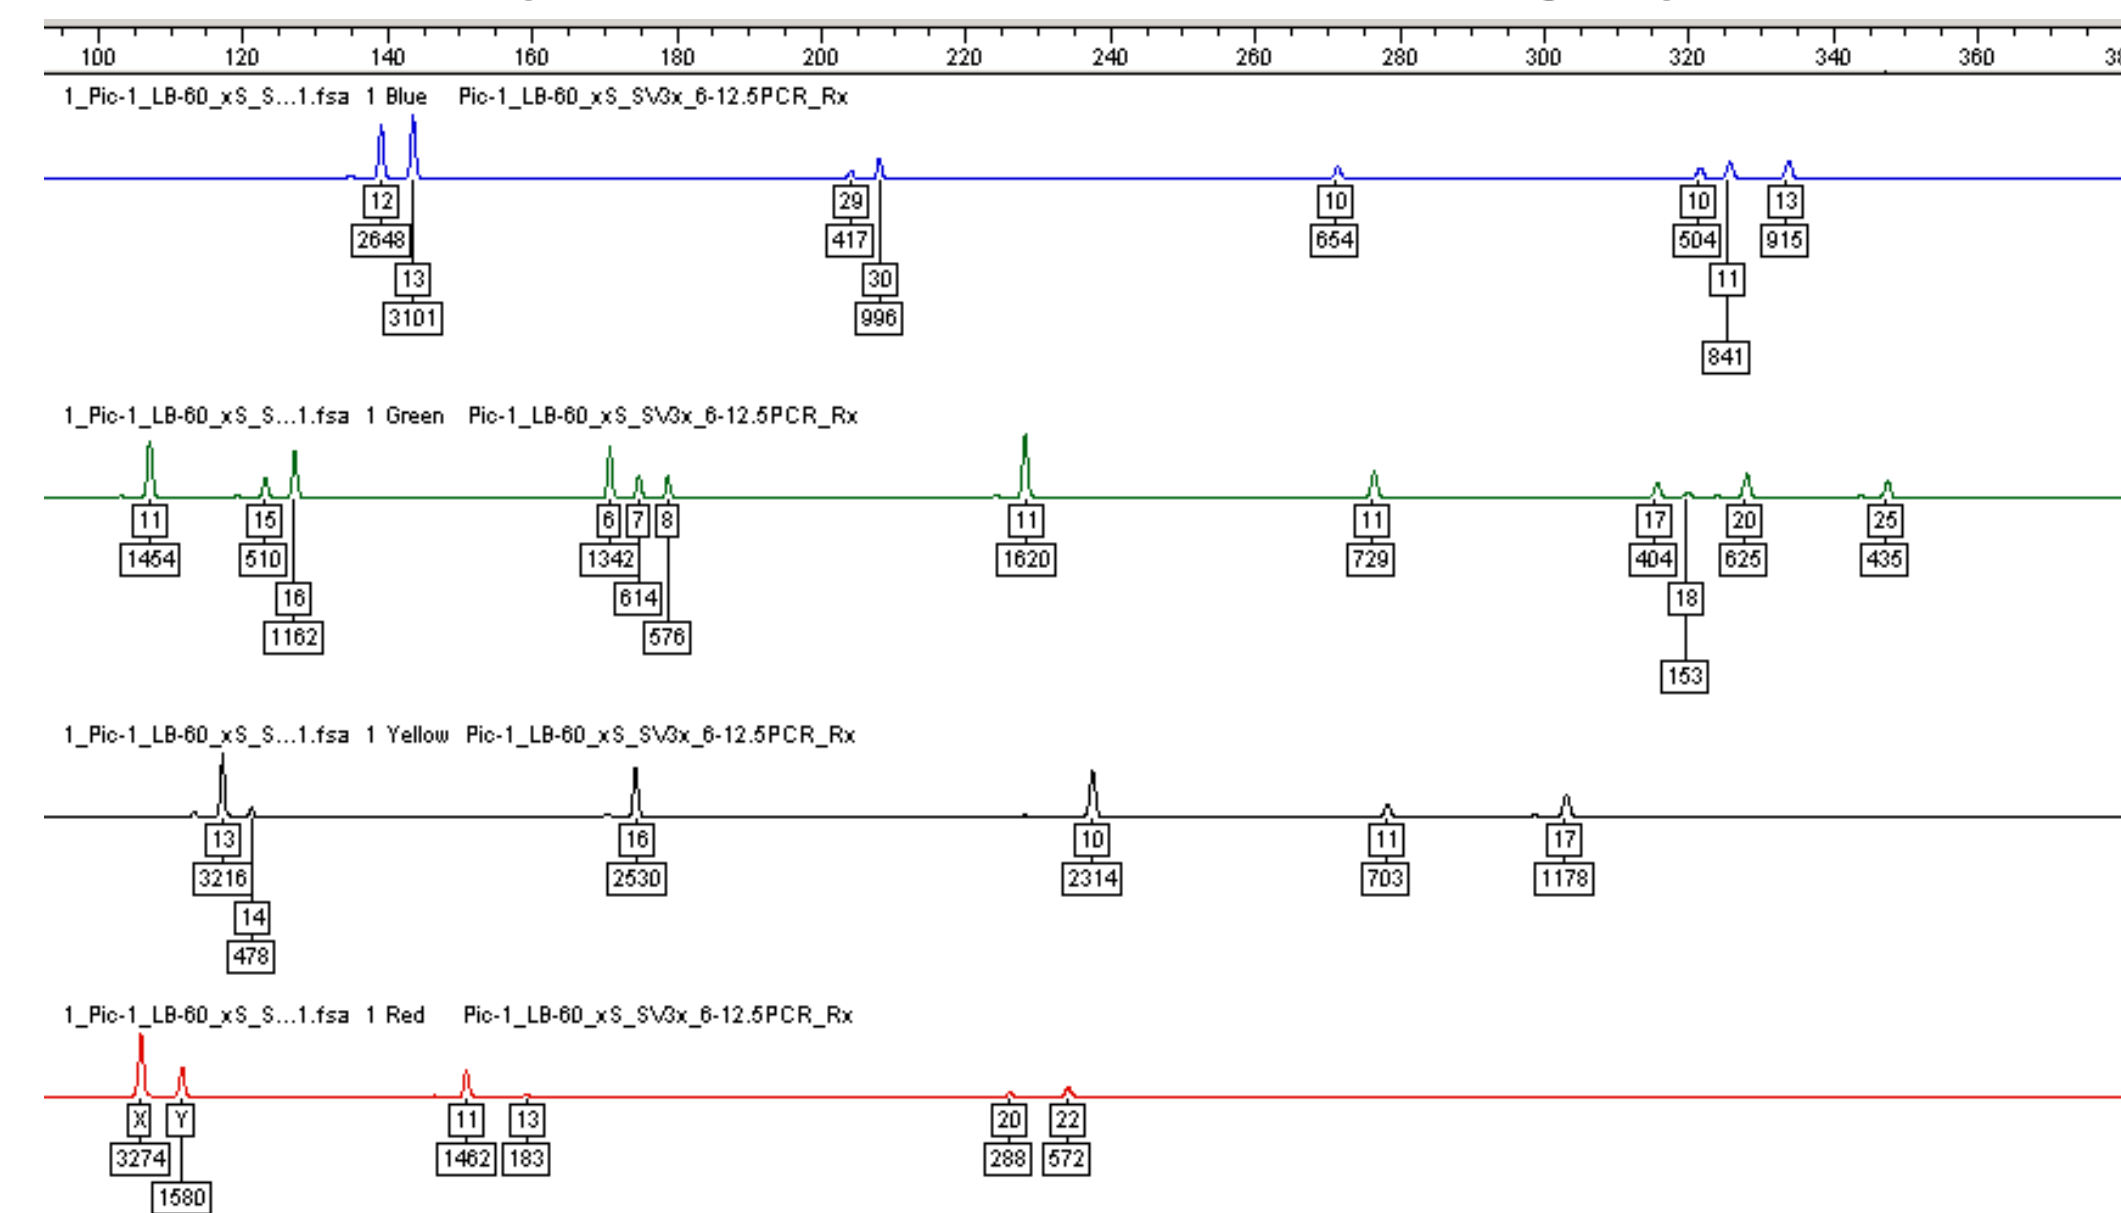 100 120 140 160 180 200 220 240 260 280 300 320 340 360
1_Pic-1_LB-60_xS_S...1.fsa 1 Blue Pic-1_LB-60_xS_SV3x_6-12.5PCR_Rx
12 29 10 10 13
2648 417 654 504 915
13 30 11
3101 996
841
1_Pic-1_LB-60_xS_S...1.fsa 1 Green Pic-1_LB-60_xS_SV3x_6-12.5PCR_Rx
11 15 6 7 8 11 11 17 20 25
1454 510 1342 1620 729 404 625 435
16 614 18
1162 576
153
1_Pic-1_LB-60_xS_S...1.fsa 1 Yellow Pic-1_LB-60_xS_SV3x_6-12.5PCR_Rx
13 16 10 11 17
3216 2530 2314 703 1178
14
478
1_Pic-1_LB-60_xS_S...1.fsa 1 Red Pic-1_LB-60_xS_SV3x_6-12.5PCR_Rx
X Y 11 13 20 22
3274 1462 183 288 572
1580